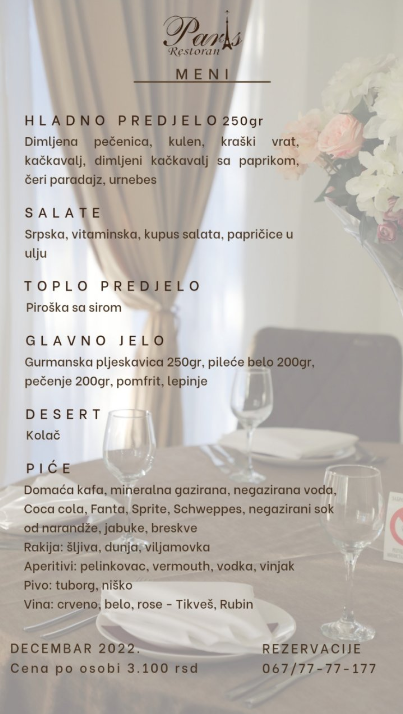 Paris
Restoran
MENI
HLADNO PREDJELO 250gr
Dimljena pečenica, kulen, kraški vrat,
kačkavalj, dimljeni kačkavalj sa paprikom,
čeri paradajz, urnebes
SALATE
Srpska, vitaminska, kupus salata, papričice u
ulju
TOPLO PREDJELO
Piroška sa sirom
GLAVNO JELO
Gurmanska pljeskavica 250gr, pileće belo 200gr,
pečenje 200gr, pomfrit, lepinje
DESERT
Kolač
PIĆE
Domaća kafa, mineralna gazirana, negazirana voda,
Coca cola, Fanta, Sprite, Schweppes, negazirani sok
od narandže, jabuke, breskve
Rakija: šljiva, dunja, viljamovka
Aperitivi: pelinkovac, vermouth, vodka, vinjak
Pivo: tuborg, niško
Vina: crveno, belo, rose - Tikveš, Rubin
DECEMBAR 2022.
Cena po osobi 3.100 rsd
REZERVACIJE
067/77-77-177